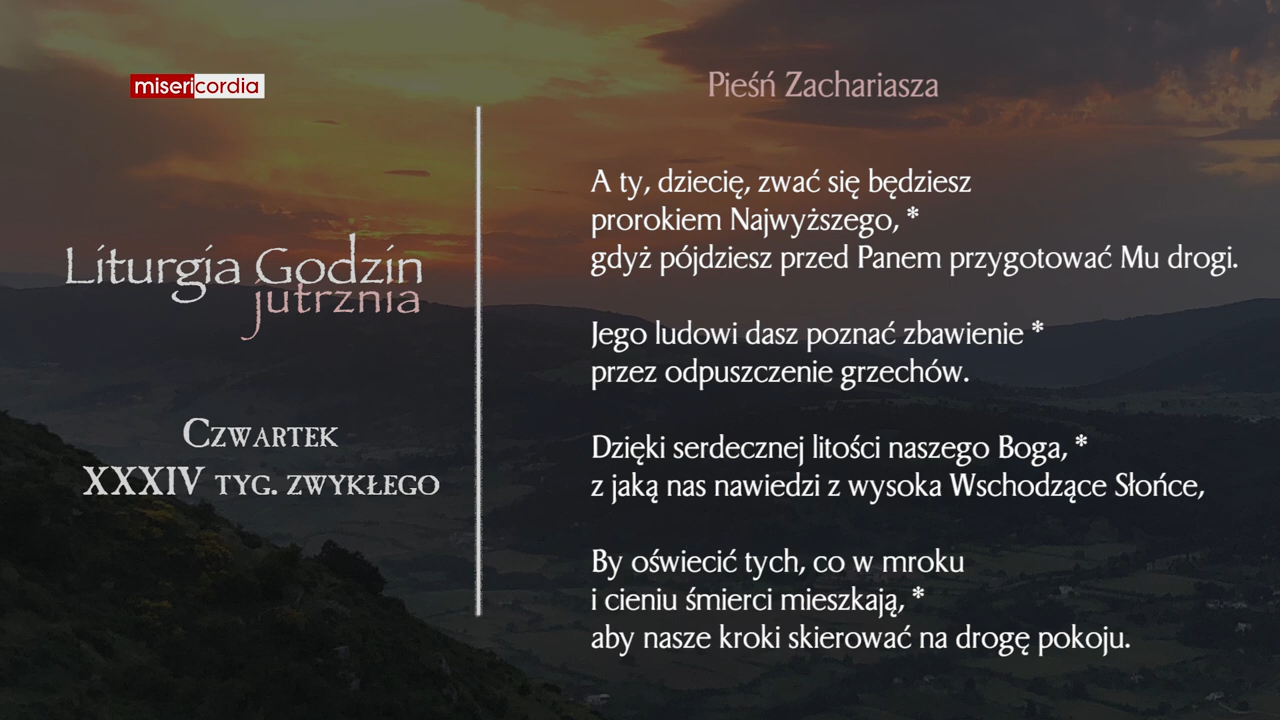 misericordia
Liturgia Godzin
jutrznia
Czwartek
XXXIV tyg. zwykłego
Pieśń Zachariasza
A ty, dziecię, zwać się będziesz
prorokiem Najwyższego, *
gdyż pójdziesz przed Panem przygotować Mu drogi.
Jego ludowi dasz poznać zbawienie *
przez odpuszczenie grzechów.
Dzięki serdecznej litości naszego Boga, *
z jaką nas nawiedzi z wysoka Wschodzące Słońce,
By oświecić tych, co w mroku
i cieniu śmierci mieszkają, *
aby nasze kroki skierować na drogę pokoju.